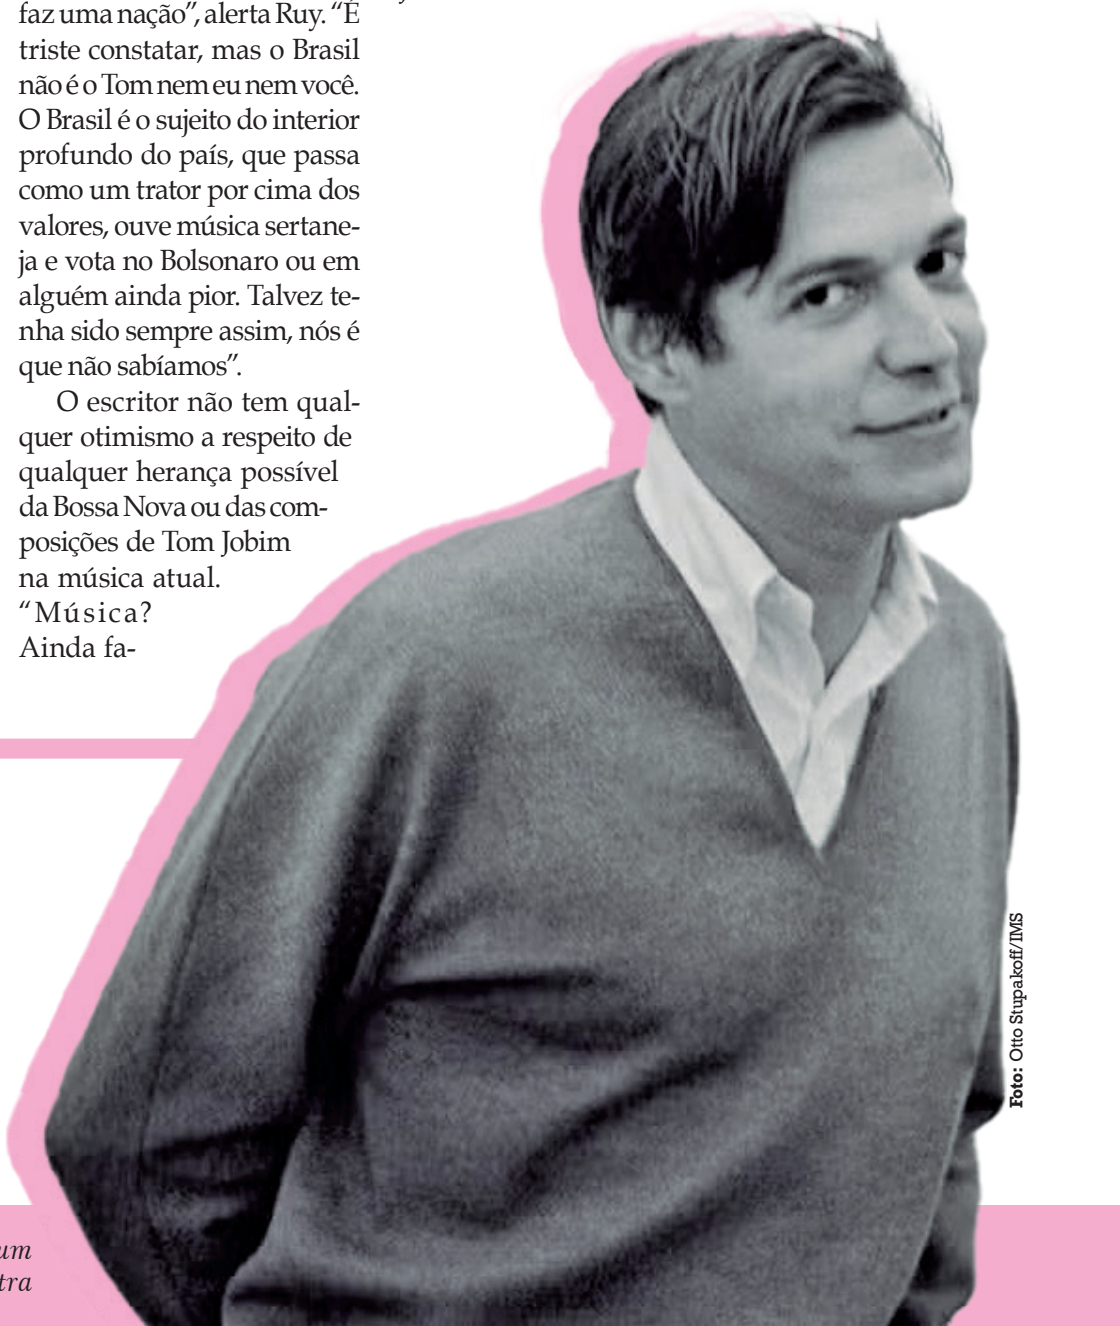 faz uma nação”, alerta Ruy. “É
triste constatar, mas o Brasil
não é o Tom nem eu nem você.
O Brasil é o sujeito do interior
profundo do país, que passa
como um trator por cima dos
valores, ouve música sertane-
ja e vota no Bolsonaro ou em
alguém ainda pior. Talvez te-
nha sido sempre assim, nós é
que não sabíamos”.
O escritor não tem qual-
quer otimismo a respeito de
qualquer herança possível
da Bossa Nova ou das com-
posições de Tom Jobim
na música atual.
“Música?
Ainda fa-
Foto: Otto Stupakoff/IMS
um
tra